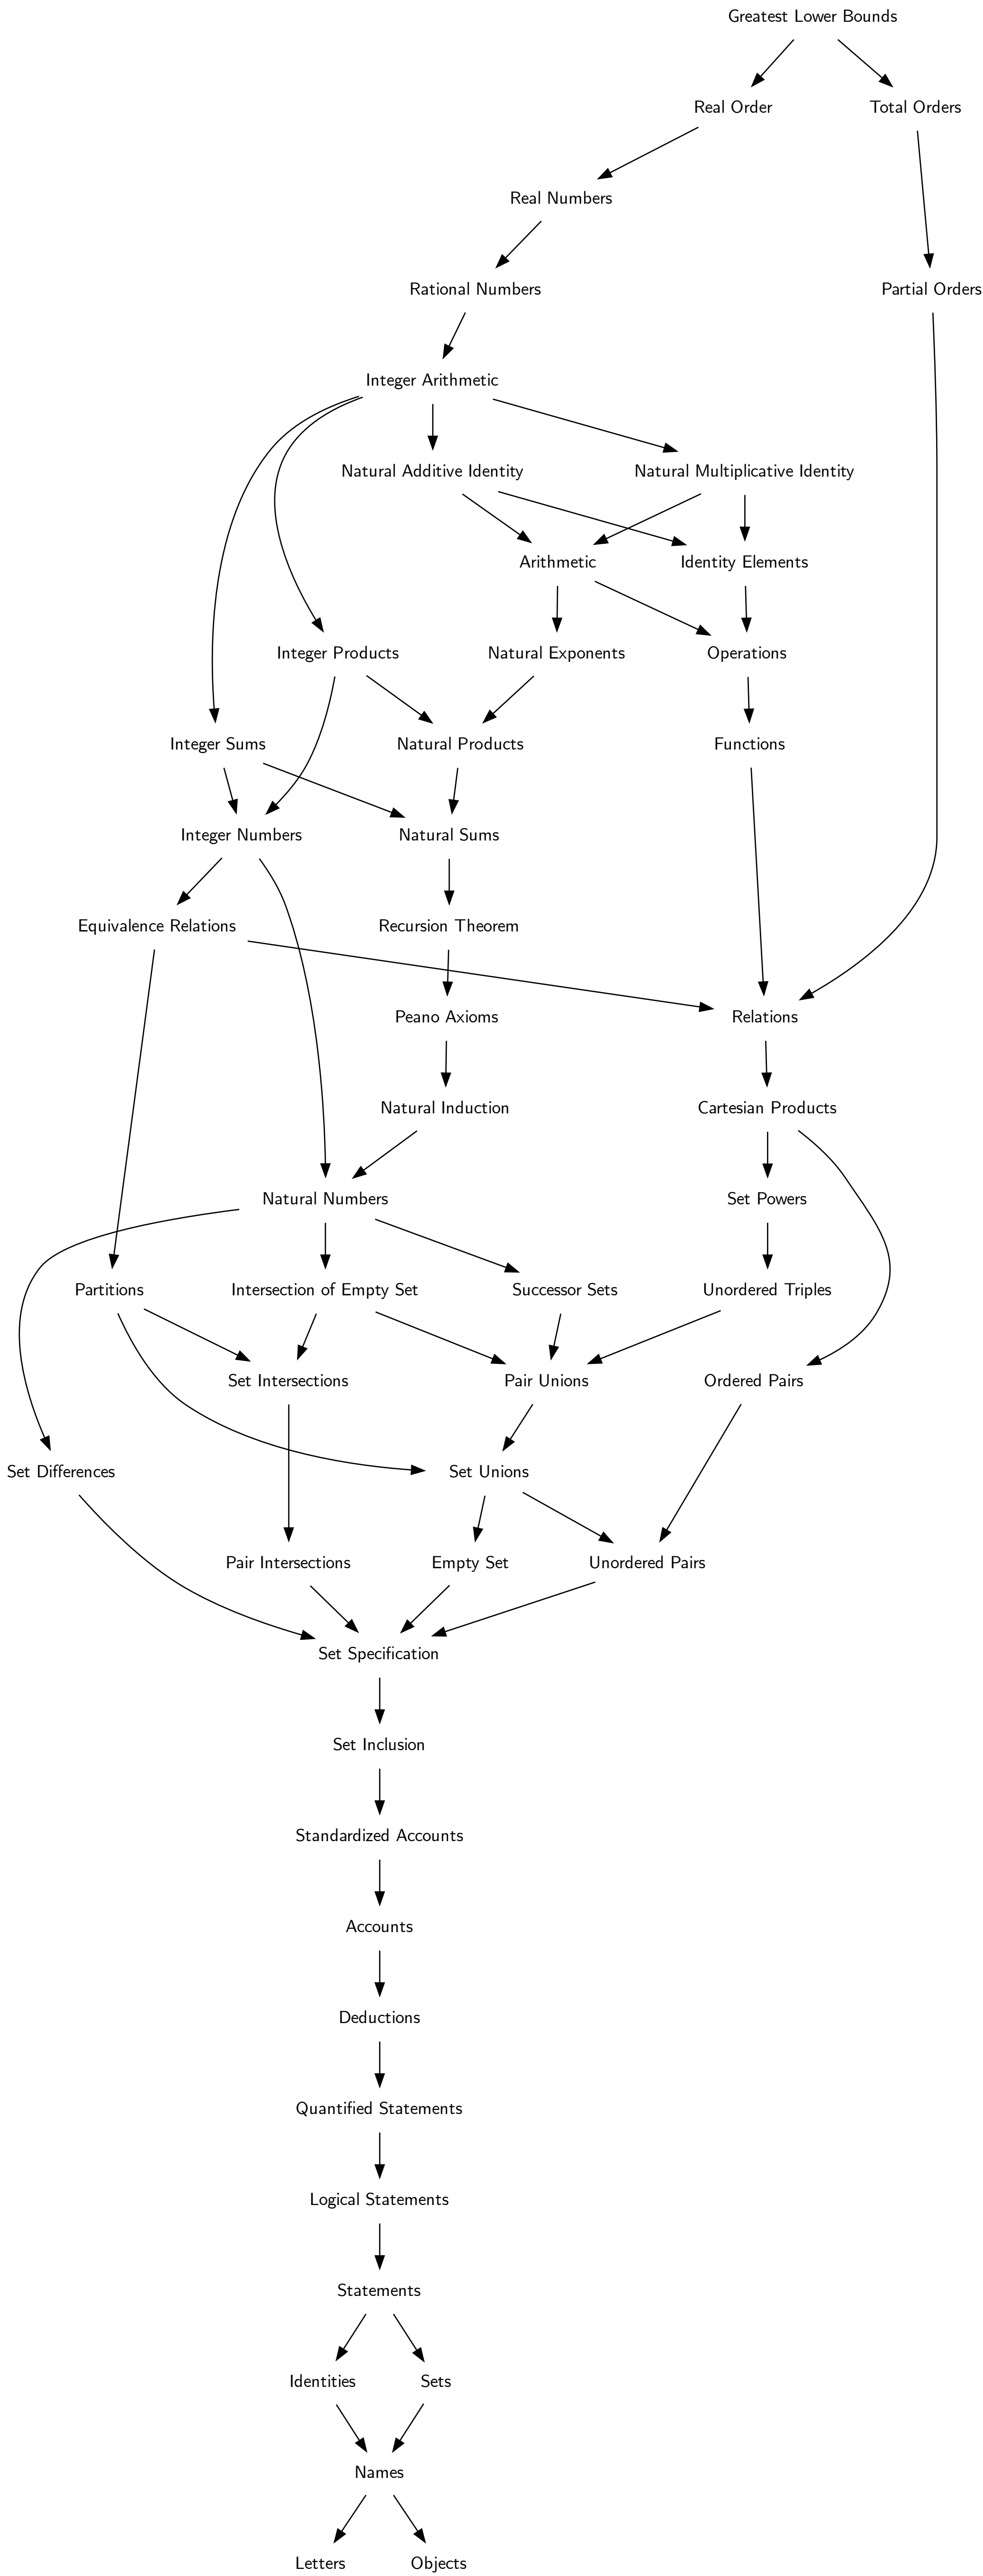 Greatest Lower Bounds
Real Order
Total Orders
Real Numbers
Rational Numbers
Partial Orders
Integer Arithmetic
Natural Additive Identity
Natural Multiplicative Identity
Arithmetic
Identity Elements
Integer Products
Natural Exponents
Operations
Integer Sums
Natural Products
Functions
Integer Numbers
Natural Sums
Equivalence Relations
Recursion Theorem
Peano Axioms
Relations
Natural Induction
Cartesian Products
Natural Numbers
Set Powers
Partitions
Intersection of Empty Set
Successor Sets
Unordered Triples
Set Intersections
Pair Unions
Ordered Pairs
Set Differences
Set Unions
Pair Intersections
Empty Set
Unordered Pairs
Set Specification
Set Inclusion
Standardized Accounts
Accounts
Deductions
Quantified Statements
Logical Statements
Statements
Identities
Sets
Names
Letters
Objects